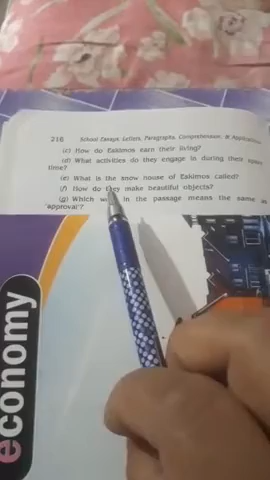 216 School Essays, Letters, Paragraphs, Comprehension, &
(c) How do Eskimos earn their living?
(d) What activities do they engage in during their spare
time?
(e) What is the snow house of Eskimos called?
(f) How do they make beautiful objects?
(g) Which in the passage means the same as
'approval'?
economy